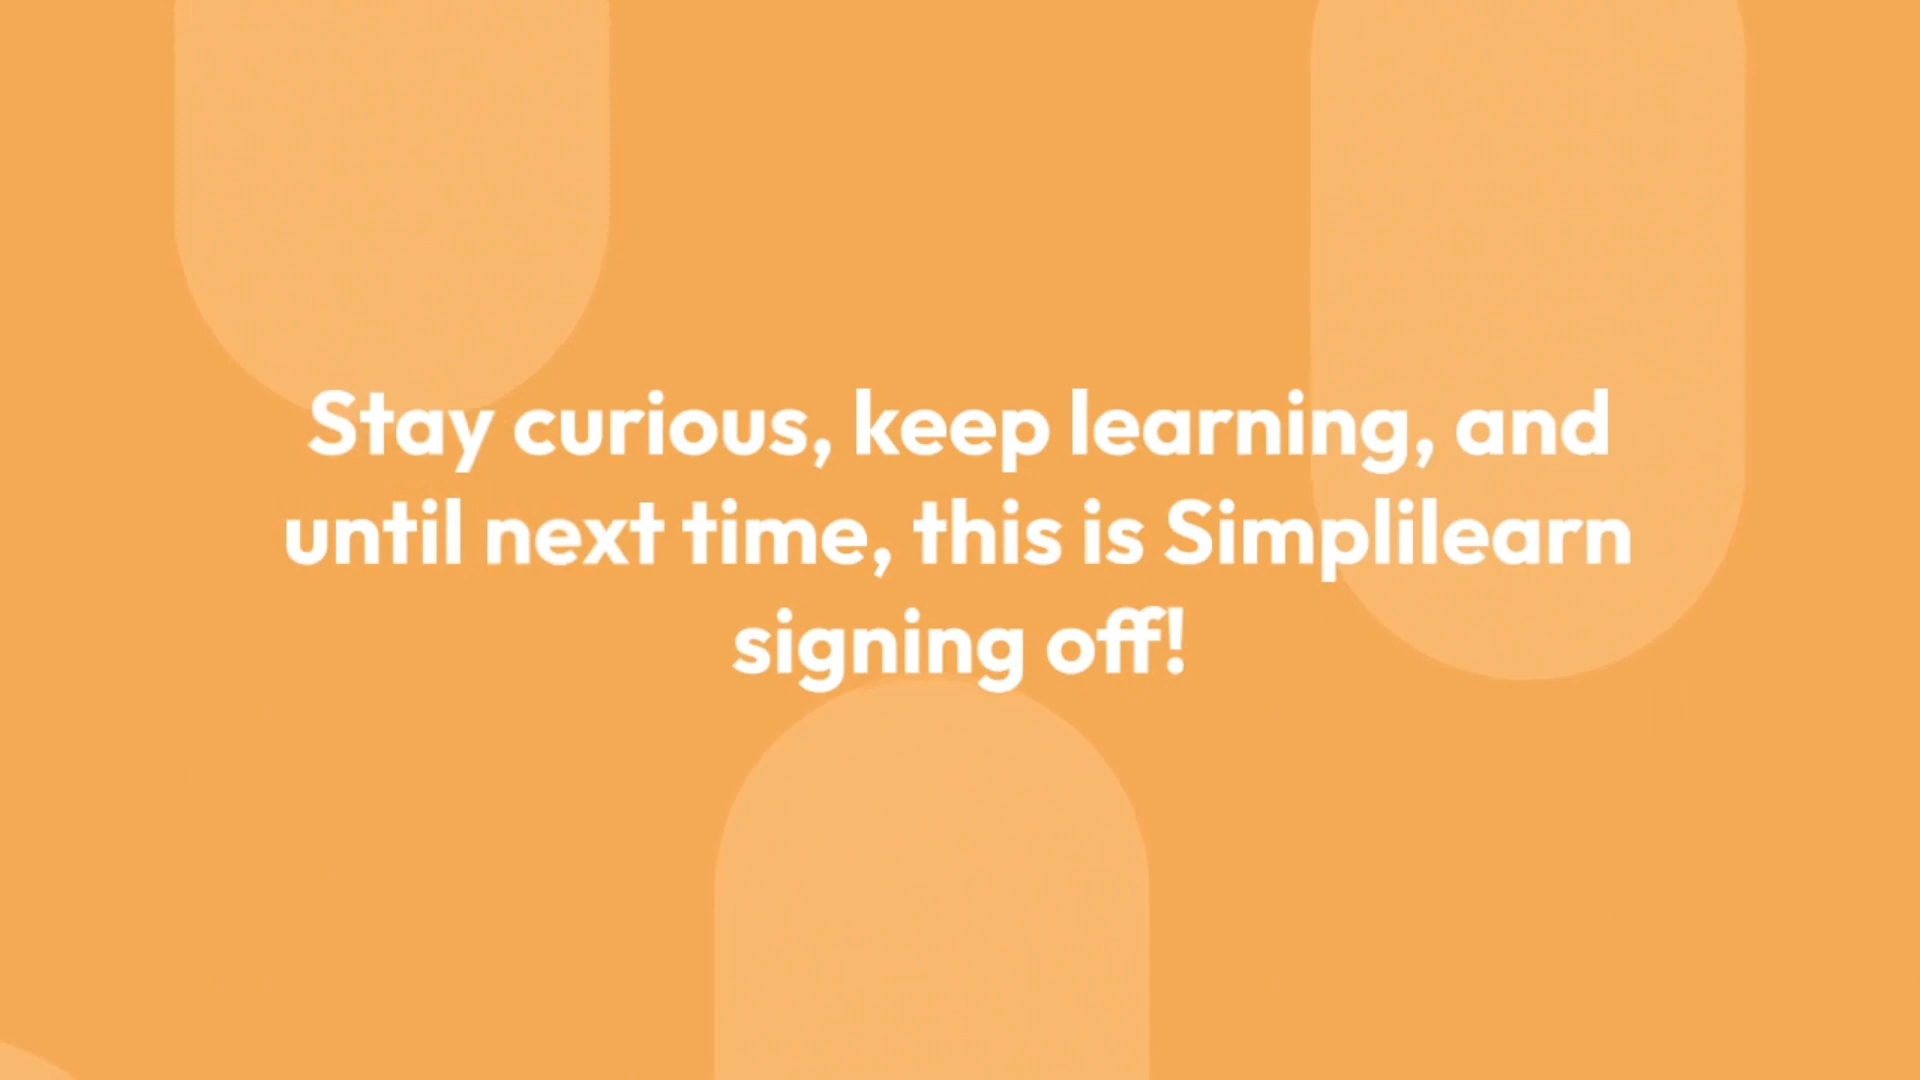 Stay curious, keep learning, and
until next time, this is Simplilearn
signing off!